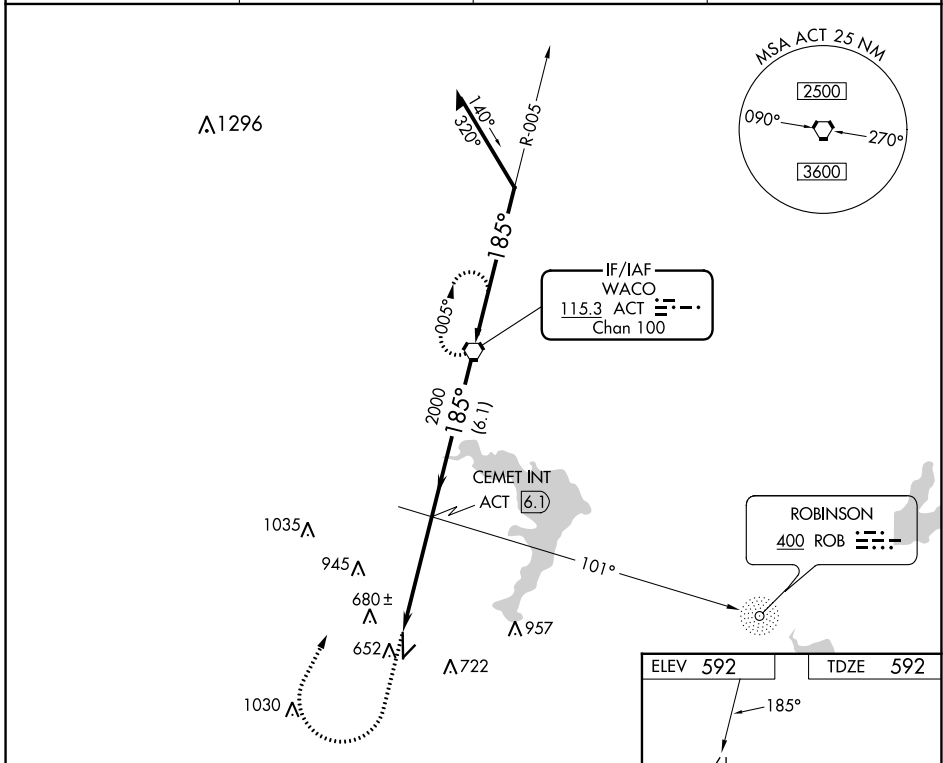 MSA ACT 25 NM
2500
090°
270°
3600
1296
140°
320°
R-005
185°
005°
IF/IAF
WACO
115.3 ACT
Chan 100
2000
185°
(6.1)
CEMET INT
ACT 6.1
1035
945
680 ±
652
722
957
1030
101°
ROBINSON
400 ROB
ELEV 592
TDZE 592
185°